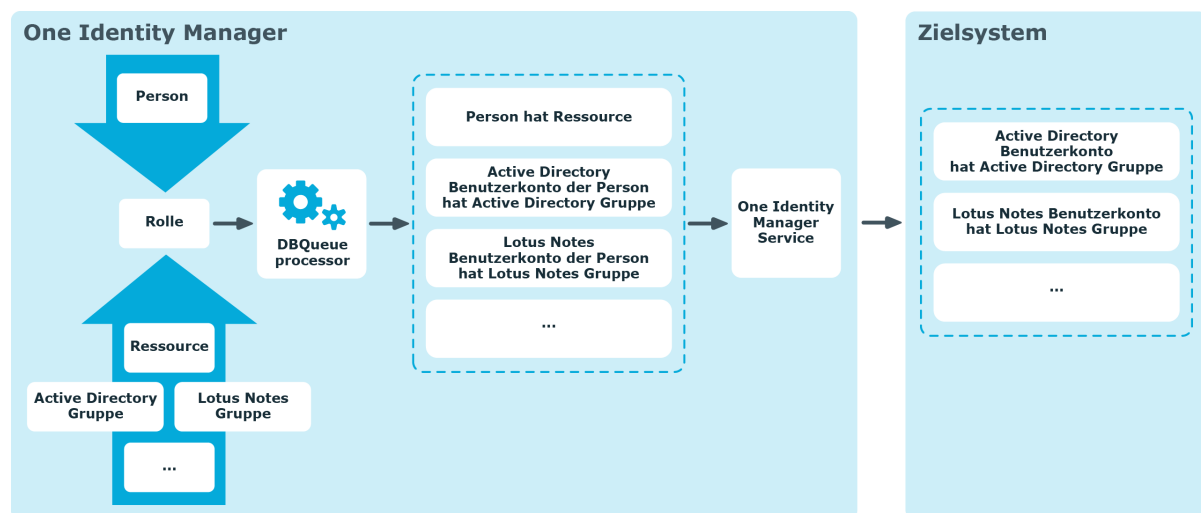 One Identity Manager
Person
Rolle
Ressource
Active Directory
Gruppe
Lotus Notes
Gruppe
...
DBQueue
processor
Person hat Ressource
Active Directory
Benutzerkonto der Person
hat Active Directory Gruppe
Lotus Notes
Benutzerkonto der Person
hat Lotus Notes Gruppe
...
One Identity
Manager
Service
Zielsystem
Active Directory
Benutzerkonto
hat Active Directory Gruppe
Lotus Notes Benutzerkonto
hat Lotus Notes Gruppe
...